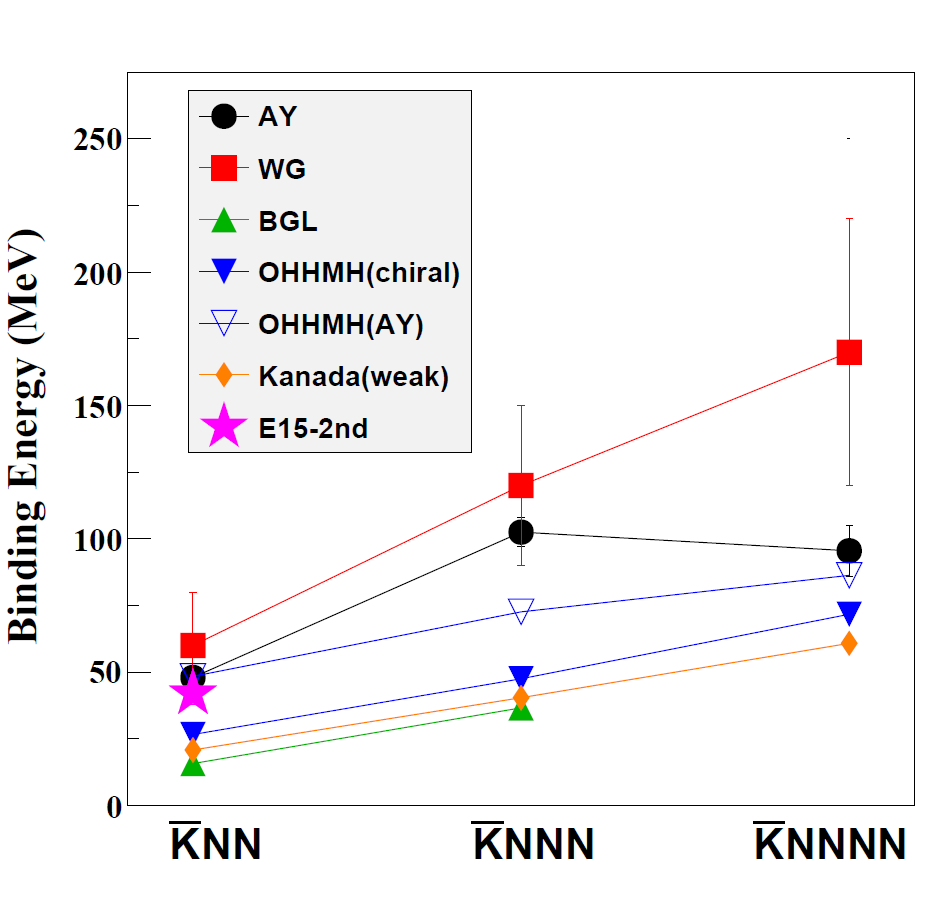 Binding Energy (MeV)
250
200
150
100
50
0
AY
WG
BGL
OHHMH(chiral)
OHHMH(AY)
Kanada(weak)
E15-2nd
K̅NN
K̅NNN
K̅NNNN